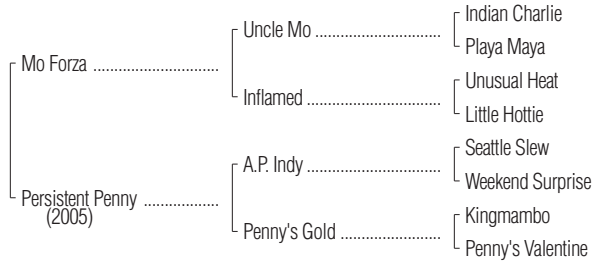 Indian Charlie
Uncle Mo ..............................
Playa Maya
Mo Forza ..............................
Unusual Heat
Inflamed ................................
Little Hottie
Seattle Slew
A.P. Indy ................................
Weekend Surprise
Persistent Penny ..................
(2005)
Kingmambo
Penny's Gold ........................
Penny's Valentine